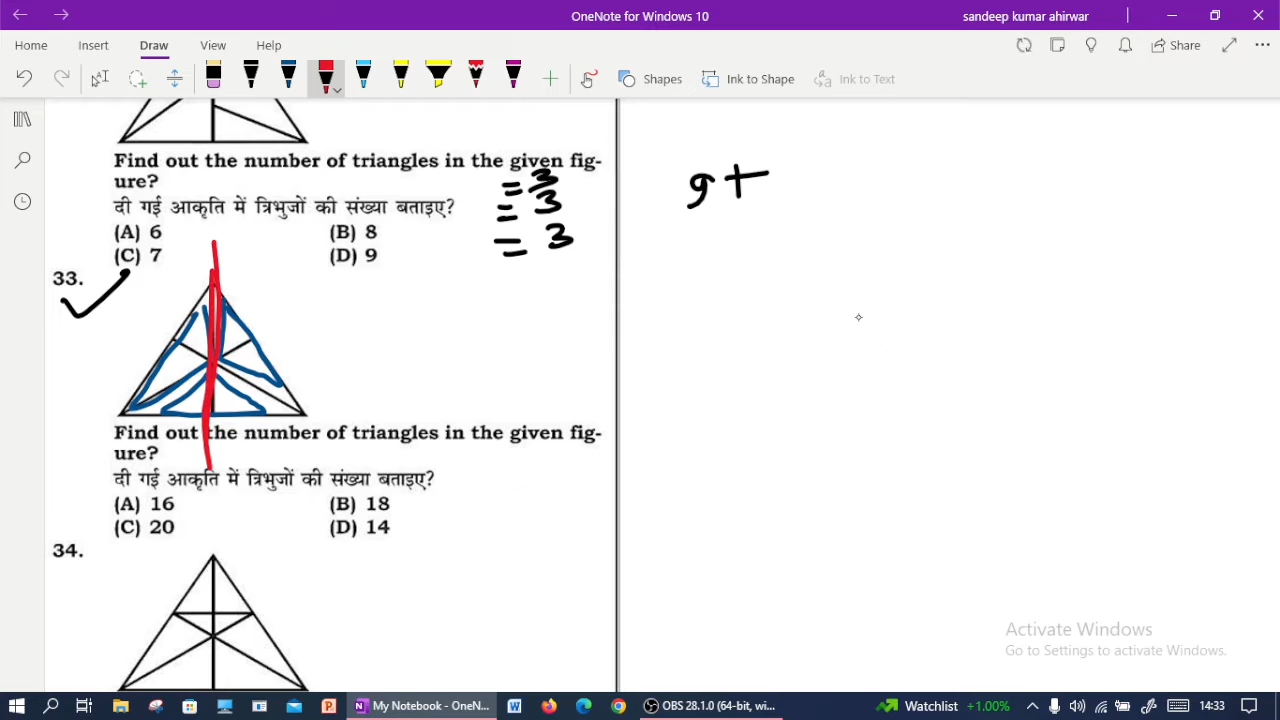 OneNote for Windows 10
sandeep kumar ahirwar
Home Insert Draw View Help
Share
Shapes Ink to Shape Ink to Text
Find out the number of triangles in the given fig-
ure?
दी गई आकृति में त्रिभुजों की संख्या बताइए?
(A) 6 (B) 8
(C) 7 (D) 9
= 3
= 3
= 3
9+
33.
Find out the number of triangles in the given fig-
ure?
दी गई आकृति में त्रिभुजों की संख्या बताइए?
(A) 16 (B) 18
(C) 20 (D) 14
34.
Activate Windows
Go to Settings to activate Windows.
My Notebook - OneN...
OBS 28.1.0 (64-bit, wi...
Watchlist +1.00%
14:33